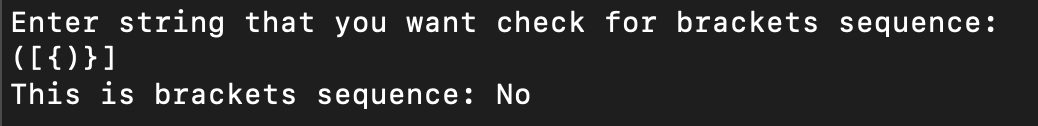 Enter string that you want check for brackets sequence:
([{)}]
This is brackets sequence: No